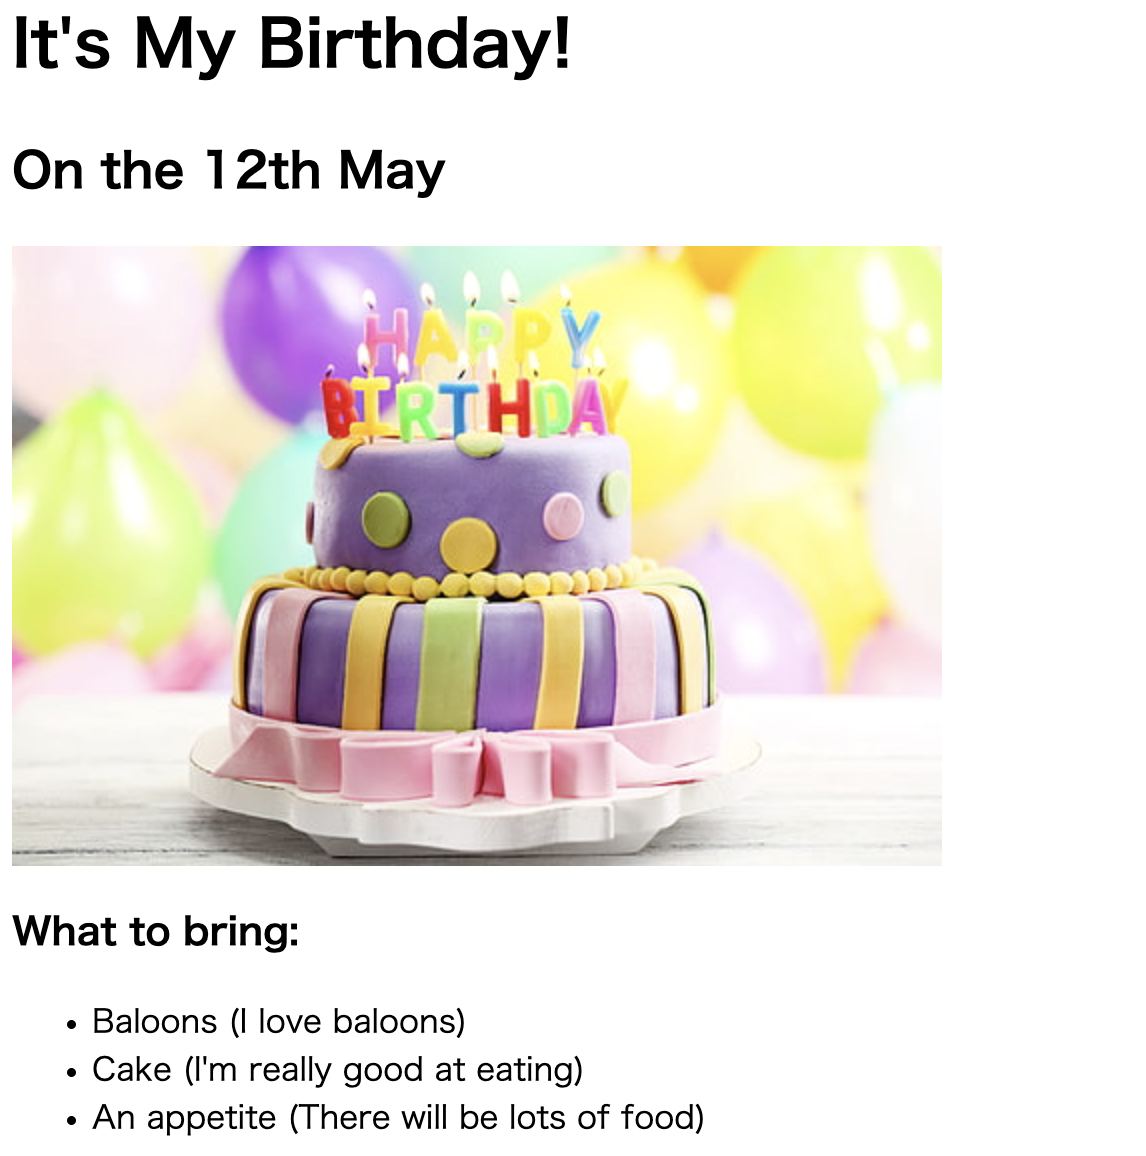 It's My Birthday!
On the 12th May
HAPPY
BIRTHDAY
What to bring:
Baloons (I love baloons)
Cake (I'm really good at eating)
An appetite (There will be lots of food)